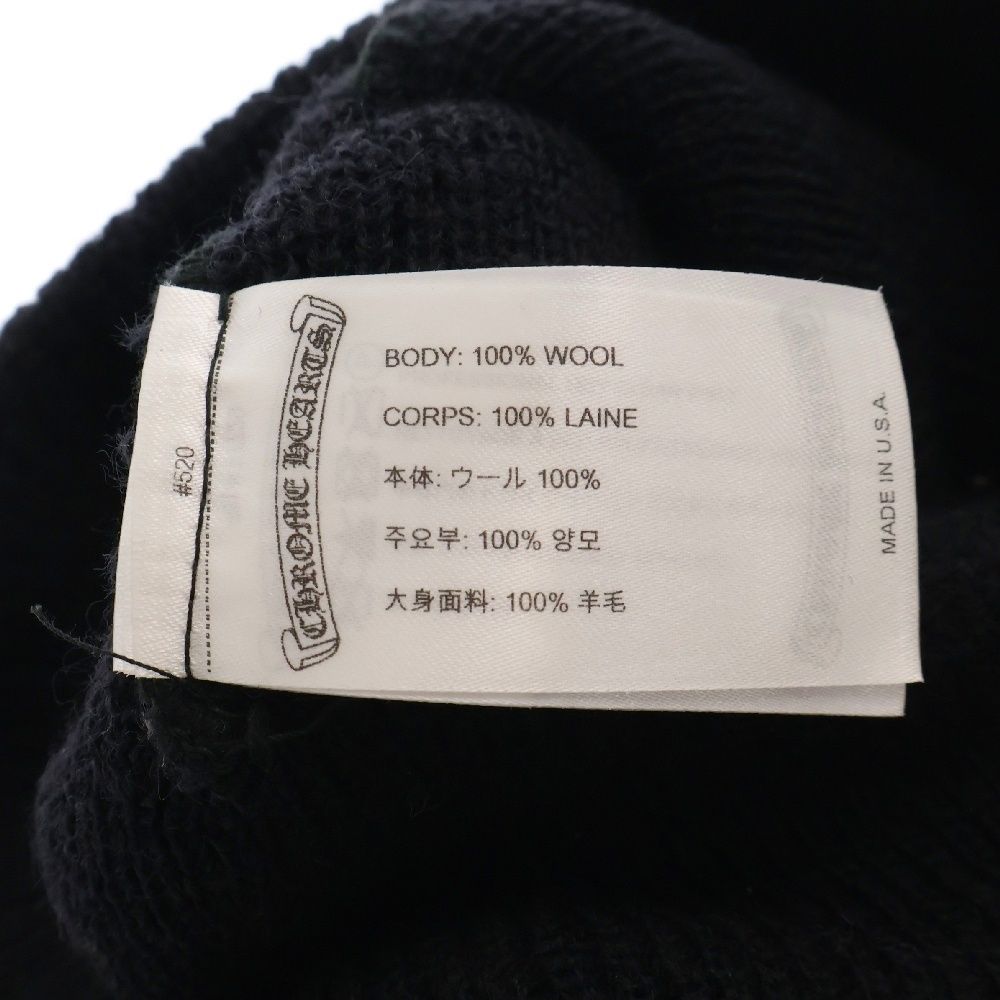 #520
CHROME HEARTS
BODY: 100% WOOL
CORPS: 100% LAINE
本体: ウール 100%
주요부: 100% 양모
大身面料: 100% 羊毛
MADE IN U.S.A.